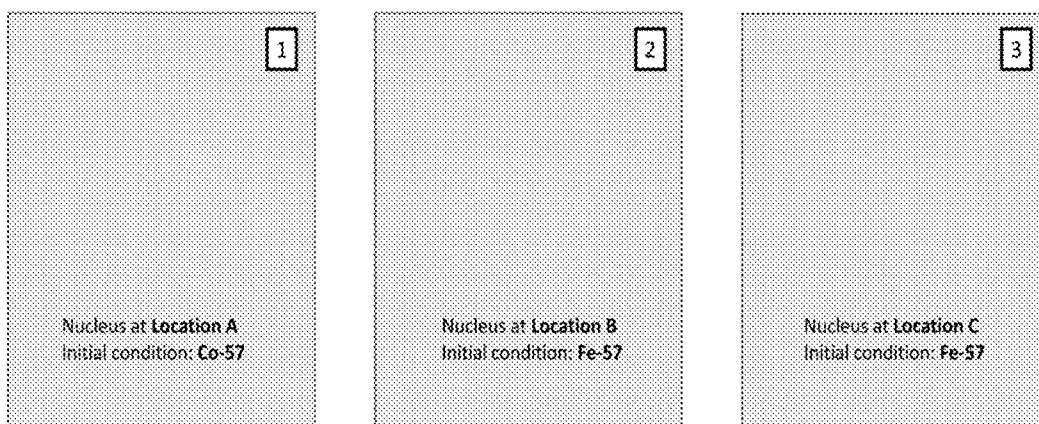 1
Nucleus at Location A
Initial condition: Co-57
2
Nucleus at Location B
Initial condition: Fe-57
3
Nucleus at Location C
Initial condition: Fe-57